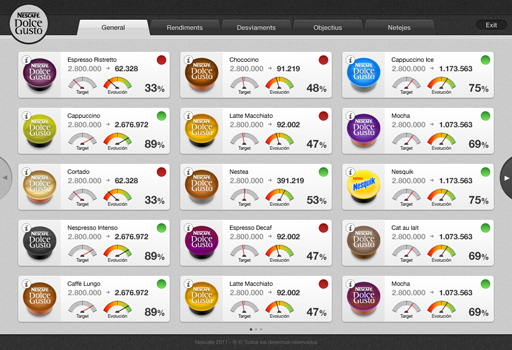 NESCAFÉ
Dolce
Gusto
General
Rendiments
Desviaments
Objectius
Netejes
Exit
Espresso Ristretto
2.800.000 → 62.328
Target Evolución 33%
Chococino
2.800.000 → 91.219
Target Evolución 48%
Cappuccino Ice
2.800.000 → 1.173.563
Target Evolución 75%
Cappuccino
2.800.000 → 2.676.972
Target Evolución 89%
Latte Macchiato
2.800.000 → 92.002
Target Evolución 47%
Mocha
2.800.000 → 1.073.563
Target Evolución 69%
Cortado
2.800.000 → 62.328
Target Evolución 33%
Nestea
2.800.000 → 391.219
Target Evolución 53%
Nesquik
Nesquik
2.800.000 → 1.173.563
Target Evolución 75%
Nespresso Intenso
2.800.000 → 2.676.972
Target Evolución 89%
Espresso Decaf
2.800.000 → 92.002
Target Evolución 47%
Cat au lait
2.800.000 → 1.073.563
Target Evolución 69%
Caffè Lungo
2.800.000 → 2.676.972
Target Evolución 89%
Latte Macchiato
2.800.000 → 92.002
Target Evolución 47%
Mocha
2.800.000 → 1.073.563
Target Evolución 69%
Todos los derechos reservados